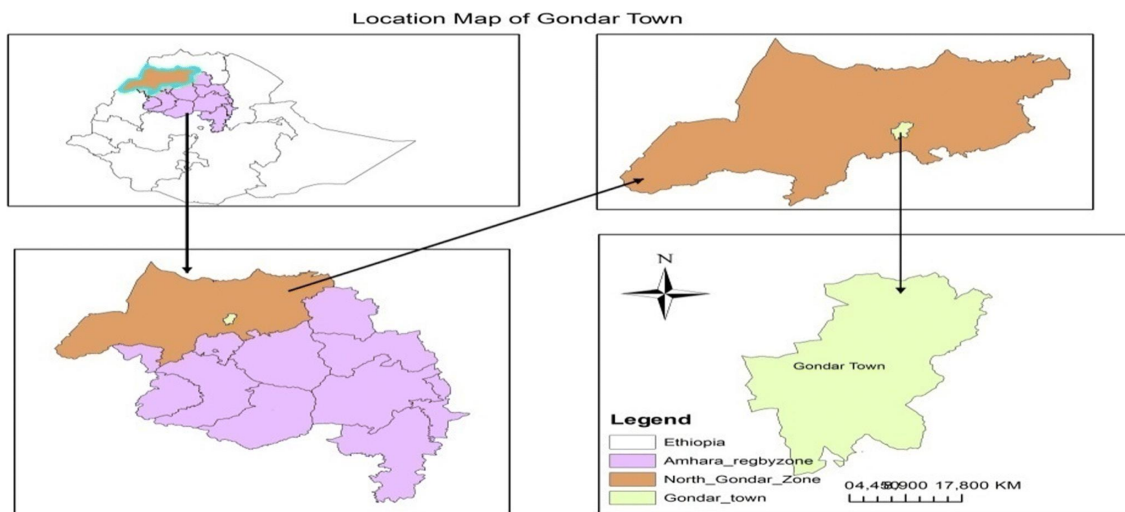 Location Map of Gondar Town
N
Gondar Town
Legend
Ethiopia
Amhara_regbyzone
North_Gondar_Zone
Gondar_town
17,800 KM